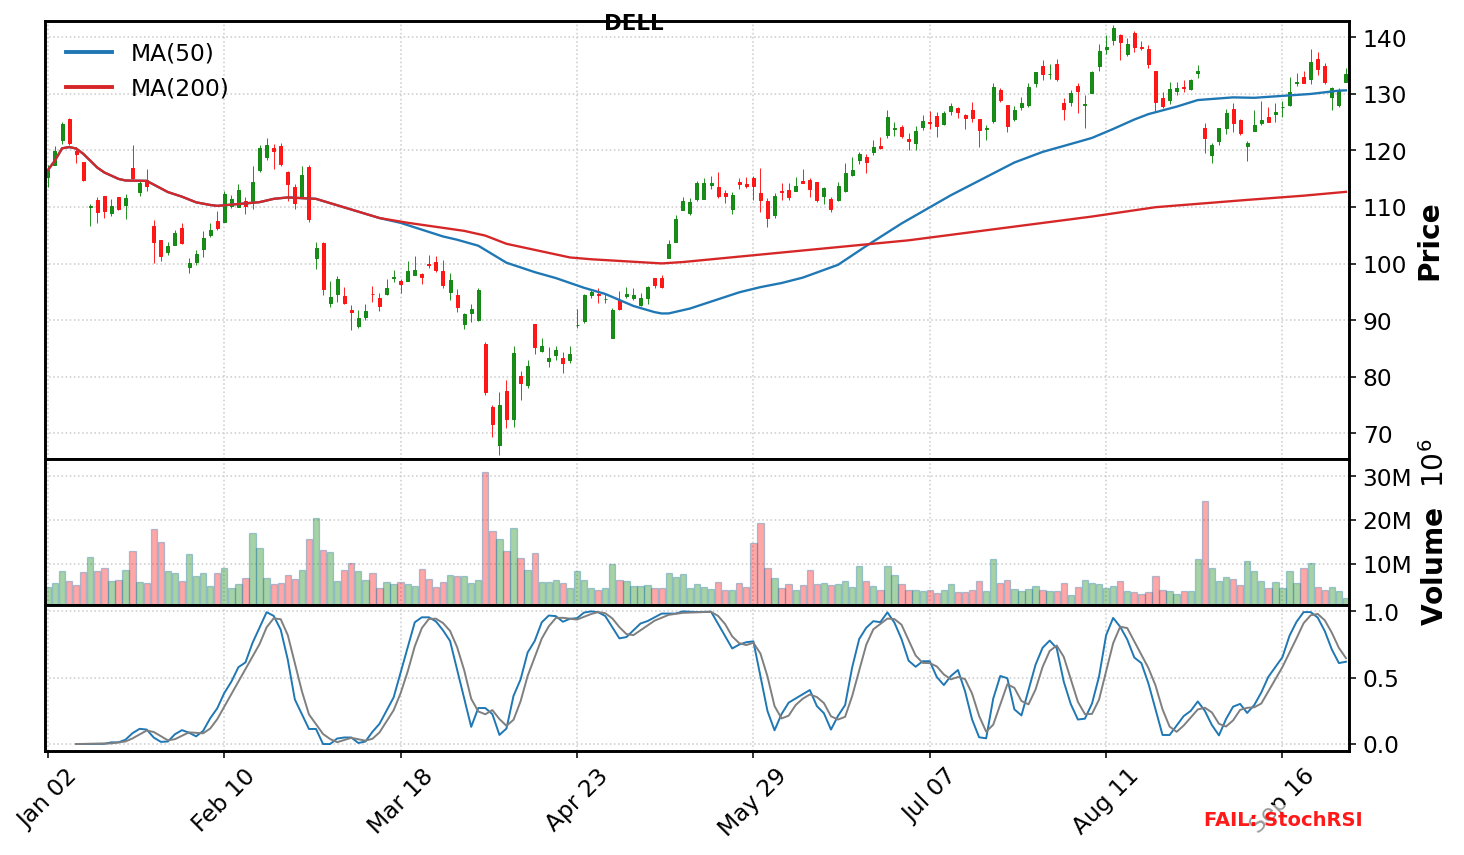 DELL
MA(50)
MA(200)
140
130
120
110
100
90
80
70
Price
30M
20M
10M
Volume 10^6
1.0
0.5
0.0
Jan 02
Feb 10
Mar 18
Apr 23
May 29
Jul 07
Aug 11
Sep 16
FAIL: StochRSI